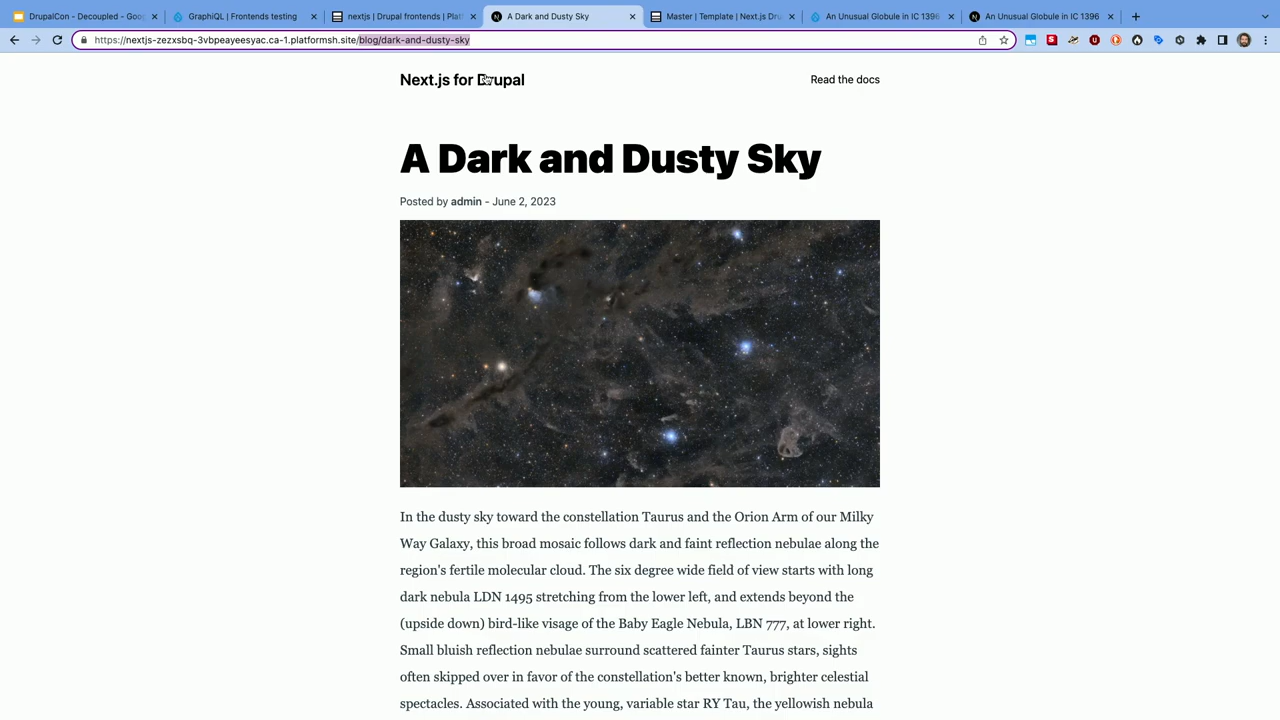 DrupalCon - Decoupled - Goo
GraphiQL | Frontends testing
nextjs | Drupal frontends | Platf
A Dark and Dusty Sky
Master | Template | Next.js Dru
An Unusual Globule in IC 1396
An Unusual Globule in IC 1396
https://nextjs-zezxsbq-3vbpeayeesyac.ca-1.platformsh.site/blog/dark-and-dusty-sky
Next.js for Drupal
Read the docs
A Dark and Dusty Sky
Posted by admin - June 2, 2023
In the dusty sky toward the constellation Taurus and the Orion Arm of our Milky
Way Galaxy, this broad mosaic follows dark and faint reflection nebulae along the
region's fertile molecular cloud. The six degree wide field of view starts with long
dark nebula LDN 1495 stretching from the lower left, and extends beyond the
(upside down) bird-like visage of the Baby Eagle Nebula, LBN 777, at lower right.
Small bluish reflection nebulae surround scattered fainter Taurus stars, sights
often skipped over in favor of the constellation's better known, brighter celestial
spectacles. Associated with the young, variable star RY Tau, the yellowish nebula